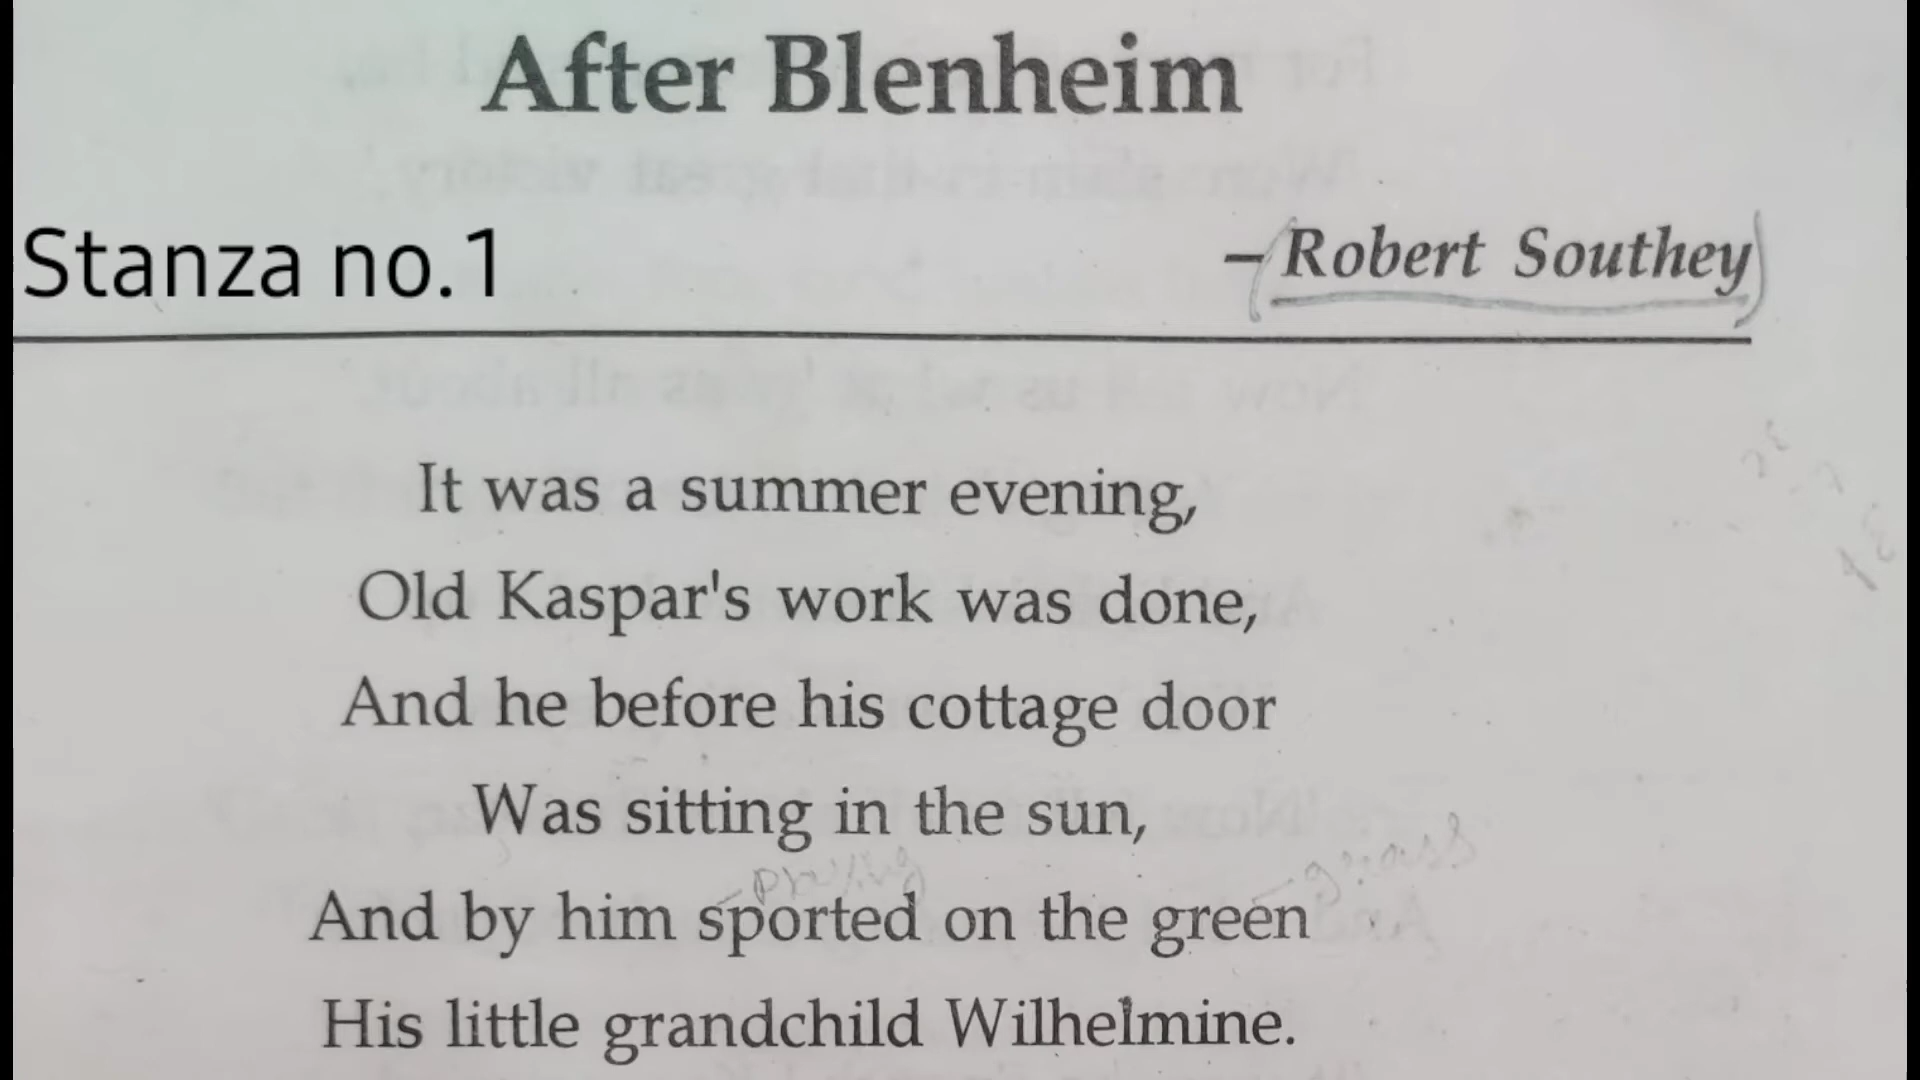 After Blenheim
Stanza no.1
– Robert Southey
It was a summer evening,
Old Kaspar's work was done,
And he before his cottage door
Was sitting in the sun,
grass
And by him sported on the green
His little grandchild Wilhelmine.